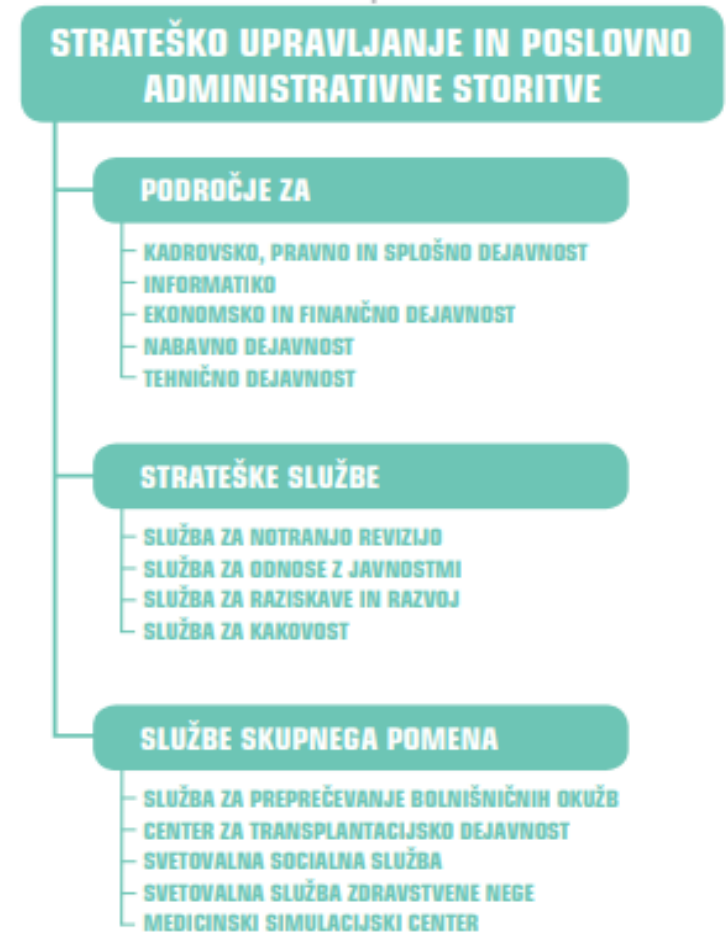 STRATEŠKO UPRAVLJANJE IN POSLOVNO
ADMINISTRATIVNE STORITVE
PODROČJE ZA
KADROVSKO, PRAVNO IN SPLOŠNO DEJAVNOST
INFORMATIKO
EKONOMSKO IN FINANČNO DEJAVNOST
NABAVNO DEJAVNOST
TEHNIČNO DEJAVNOST
STRATEŠKE SLUŽBE
SLUŽBA ZA NOTRANJO REVIZIJO
SLUŽBA ZA ODNOSE Z JAVNOSTMI
SLUŽBA ZA RAZISKAVE IN RAZVOJ
SLUŽBA ZA KAKOVOST
SLUŽBE SKUPNEGA POMENA
SLUŽBA ZA PREPREČEVANJE BOLNIŠNIČNIH OKUŽB
CENTER ZA TRANSPLANTACIJSKO DEJAVNOST
SVETOVALNA SOCIALNA SLUŽBA
SVETOVALNA SLUŽBA ZDRAVSTVENE NEGE
MEDICINSKI SIMULACIJSKI CENTER